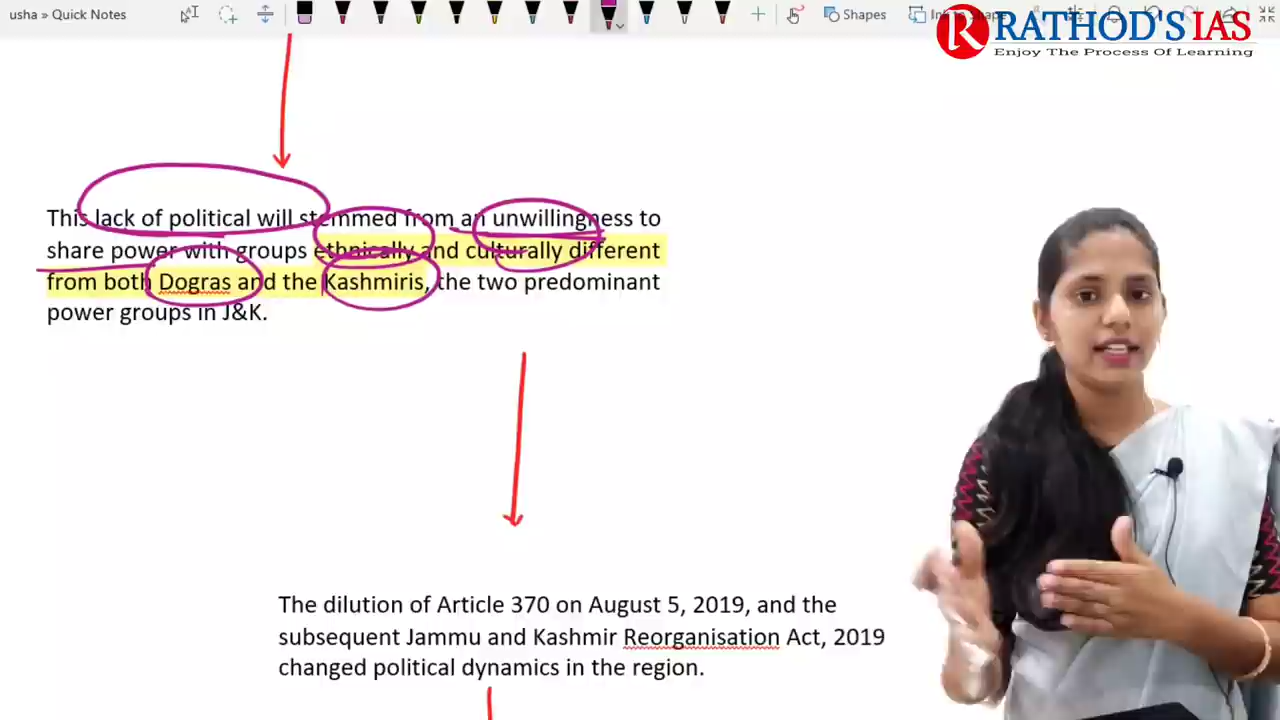 usha » Quick Notes
Shapes
RATHOD'S IAS
Enjoy The Process Of Learning
This lack of political will stemmed from an unwillingness to
share power with groups ethnically and culturally different
from both Dogras and the Kashmiris, the two predominant
power groups in J&K.
The dilution of Article 370 on August 5, 2019, and the
subsequent Jammu and Kashmir Reorganisation Act, 2019
changed political dynamics in the region.